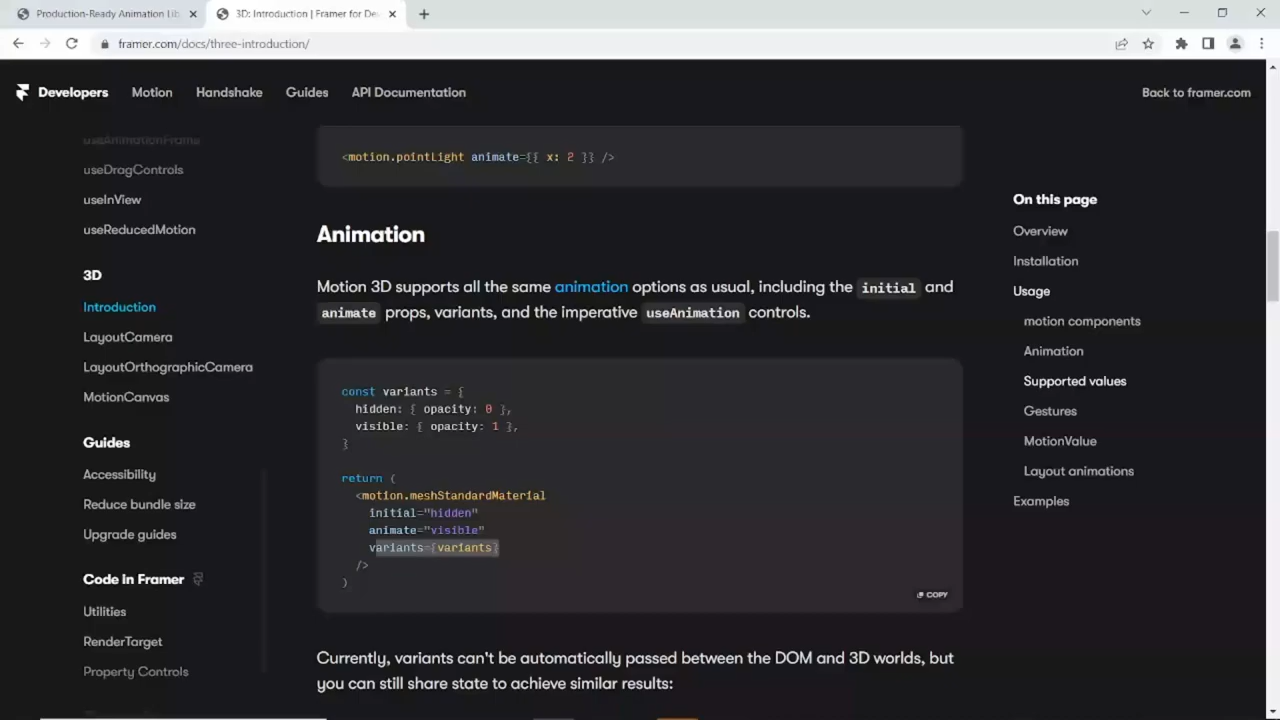 Production-Ready Animation Lib
3D: Introduction | Framer for De
framer.com/docs/three-introduction/
Developers
Motion
Handshake
Guides
API Documentation
Back to framer.com
useAnimationFrame
useDragControls
useInView
useReducedMotion
3D
Introduction
LayoutCamera
LayoutOrthographicCamera
MotionCanvas
Guides
Accessibility
Reduce bundle size
Upgrade guides
Code in Framer
Utilities
RenderTarget
Property Controls
<motion.pointLight animate={{ x: 2 }} />
Animation
Motion 3D supports all the same animation options as usual, including the initial and
animate props, variants, and the imperative useAnimation controls.
const variants = {
hidden: { opacity: 0 },
visible: { opacity: 1 },
}
return (
<motion.meshStandardMaterial
initial="hidden"
animate="visible"
variants={variants}
/>
)
COPY
Currently, variants can't be automatically passed between the DOM and 3D worlds, but
you can still share state to achieve similar results:
On this page
Overview
Installation
Usage
motion components
Animation
Supported values
Gestures
MotionValue
Layout animations
Examples